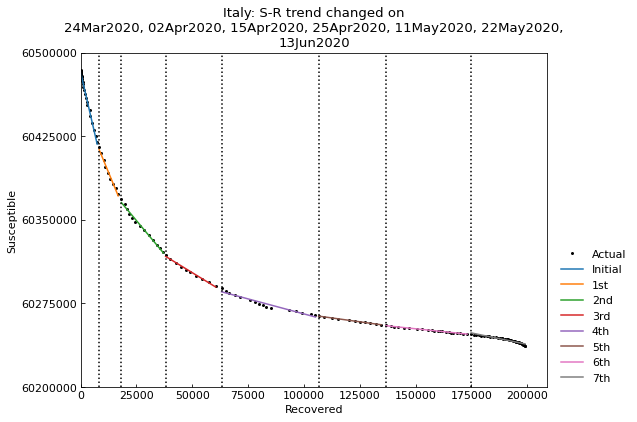 Italy: S-R trend changed on
24Mar2020, 02Apr2020, 15Apr2020, 25Apr2020, 11May2020, 22May2020,
13Jun2020
60500000
60425000
60350000
60275000
60200000
Susceptible
0 25000 50000 75000 100000 125000 150000 175000 200000
Recovered
Actual
Initial
1st
2nd
3rd
4th
5th
6th
7th